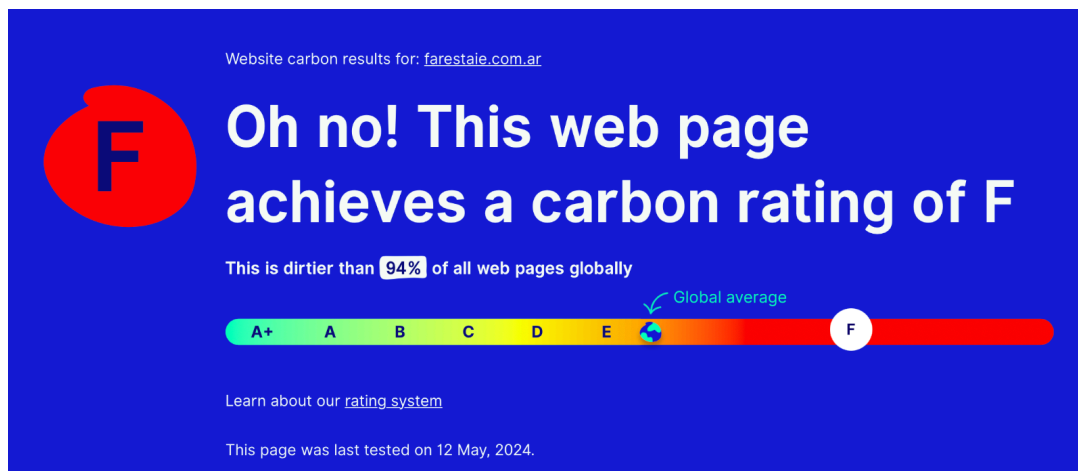 Website carbon results for: farestaie.com.ar
F
Oh no! This web page
achieves a carbon rating of F
This is dirtier than 94% of all web pages globally
Global average
A+ A B C D E F
Learn about our rating system
This page was last tested on 12 May, 2024.